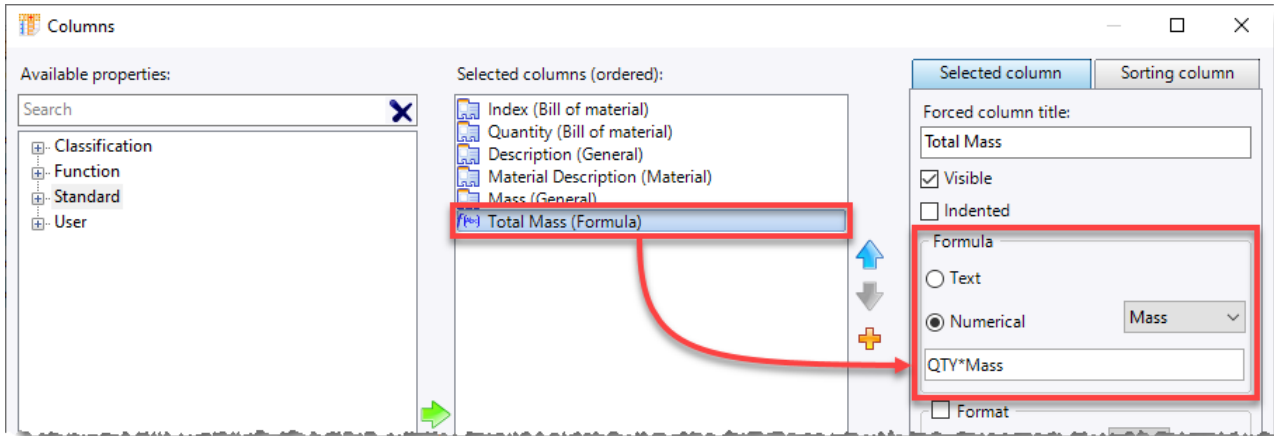 Columns
Available properties:
Search
Classification
Function
Standard
User
Selected columns (ordered):
Index (Bill of material)
Quantity (Bill of material)
Description (General)
Material Description (Material)
Mass (General)
f(abc) Total Mass (Formula)
Selected column
Sorting column
Forced column title:
Total Mass
Visible
Indented
Formula
Text
Numerical
Mass
QTY*Mass
Format